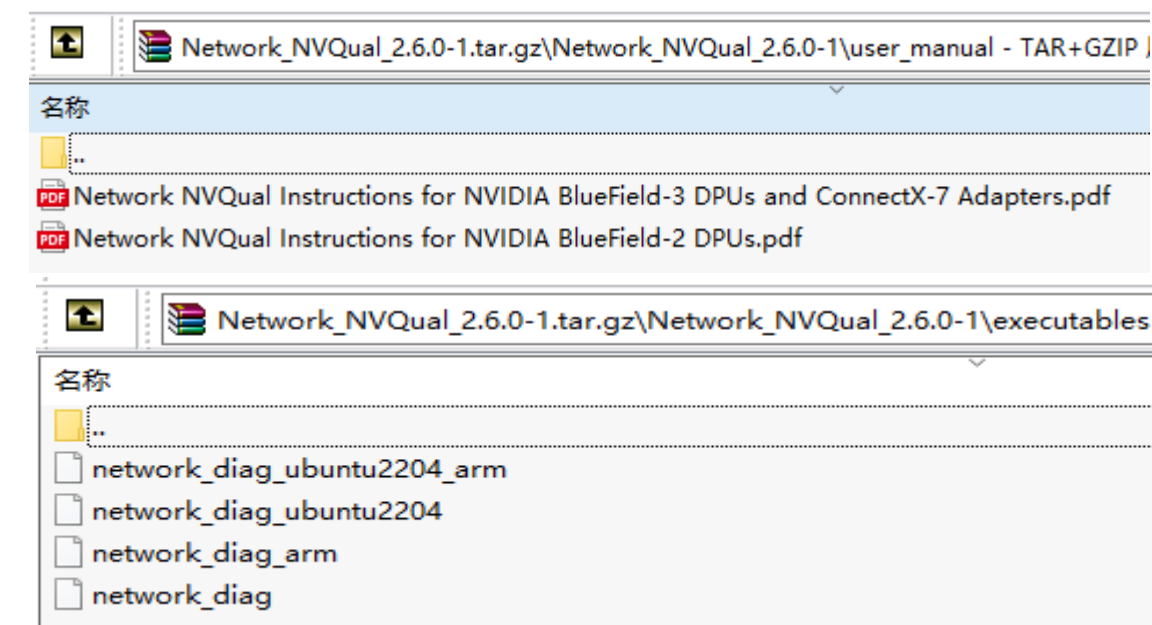 Network_NVQual_2.6.0-1.tar.gz\Network_NVQual_2.6.0-1\user_manual - TAR+GZIP
名称
..
Network NVQual Instructions for NVIDIA BlueField-3 DPUs and ConnectX-7 Adapters.pdf
Network NVQual Instructions for NVIDIA BlueField-2 DPUs.pdf
Network_NVQual_2.6.0-1.tar.gz\Network_NVQual_2.6.0-1\executables
名称
..
network_diag_ubuntu2204_arm
network_diag_ubuntu2204
network_diag_arm
network_diag